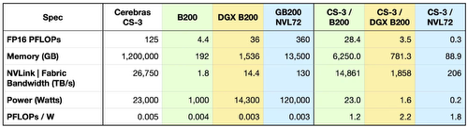 Spec Cerebras CS-3 B200 DGX B200 GB200 NVL72 CS-3 / B200 CS-3 / DGX B200 CS-3 / NVL72
FP16 PFLOPs 125 4.4 36 360 28.4 3.5 0.3
Memory (GB) 1,200,000 192 1,536 13,500 6,250.0 781.3 88.9
NVLink | Fabric Bandwidth (TB/s) 26,750 1.8 14.4 130 14,861 1,858 206
Power (Watts) 23,000 1,000 14,300 120,000 23.0 1.6 0.2
PFLOPs / W 0.005 0.004 0.003 0.003 1.2 2.2 1.8